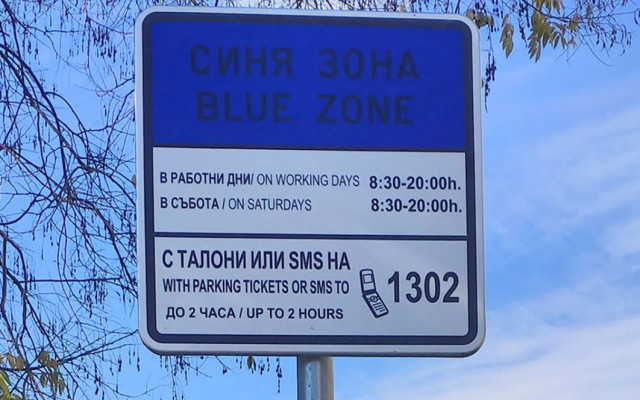 СИНЯ ЗОНА
BLUE ZONE
В РАБОТНИ ДНИ/ ON WORKING DAYS 8:30-20:00h.
В СЪБОТА / ON SATURDAYS 8:30-20:00h.
С ТАЛОНИ ИЛИ SMS НА
WITH PARKING TICKETS OR SMS TO 1302
ДО 2 ЧАСА / UP TO 2 HOURS